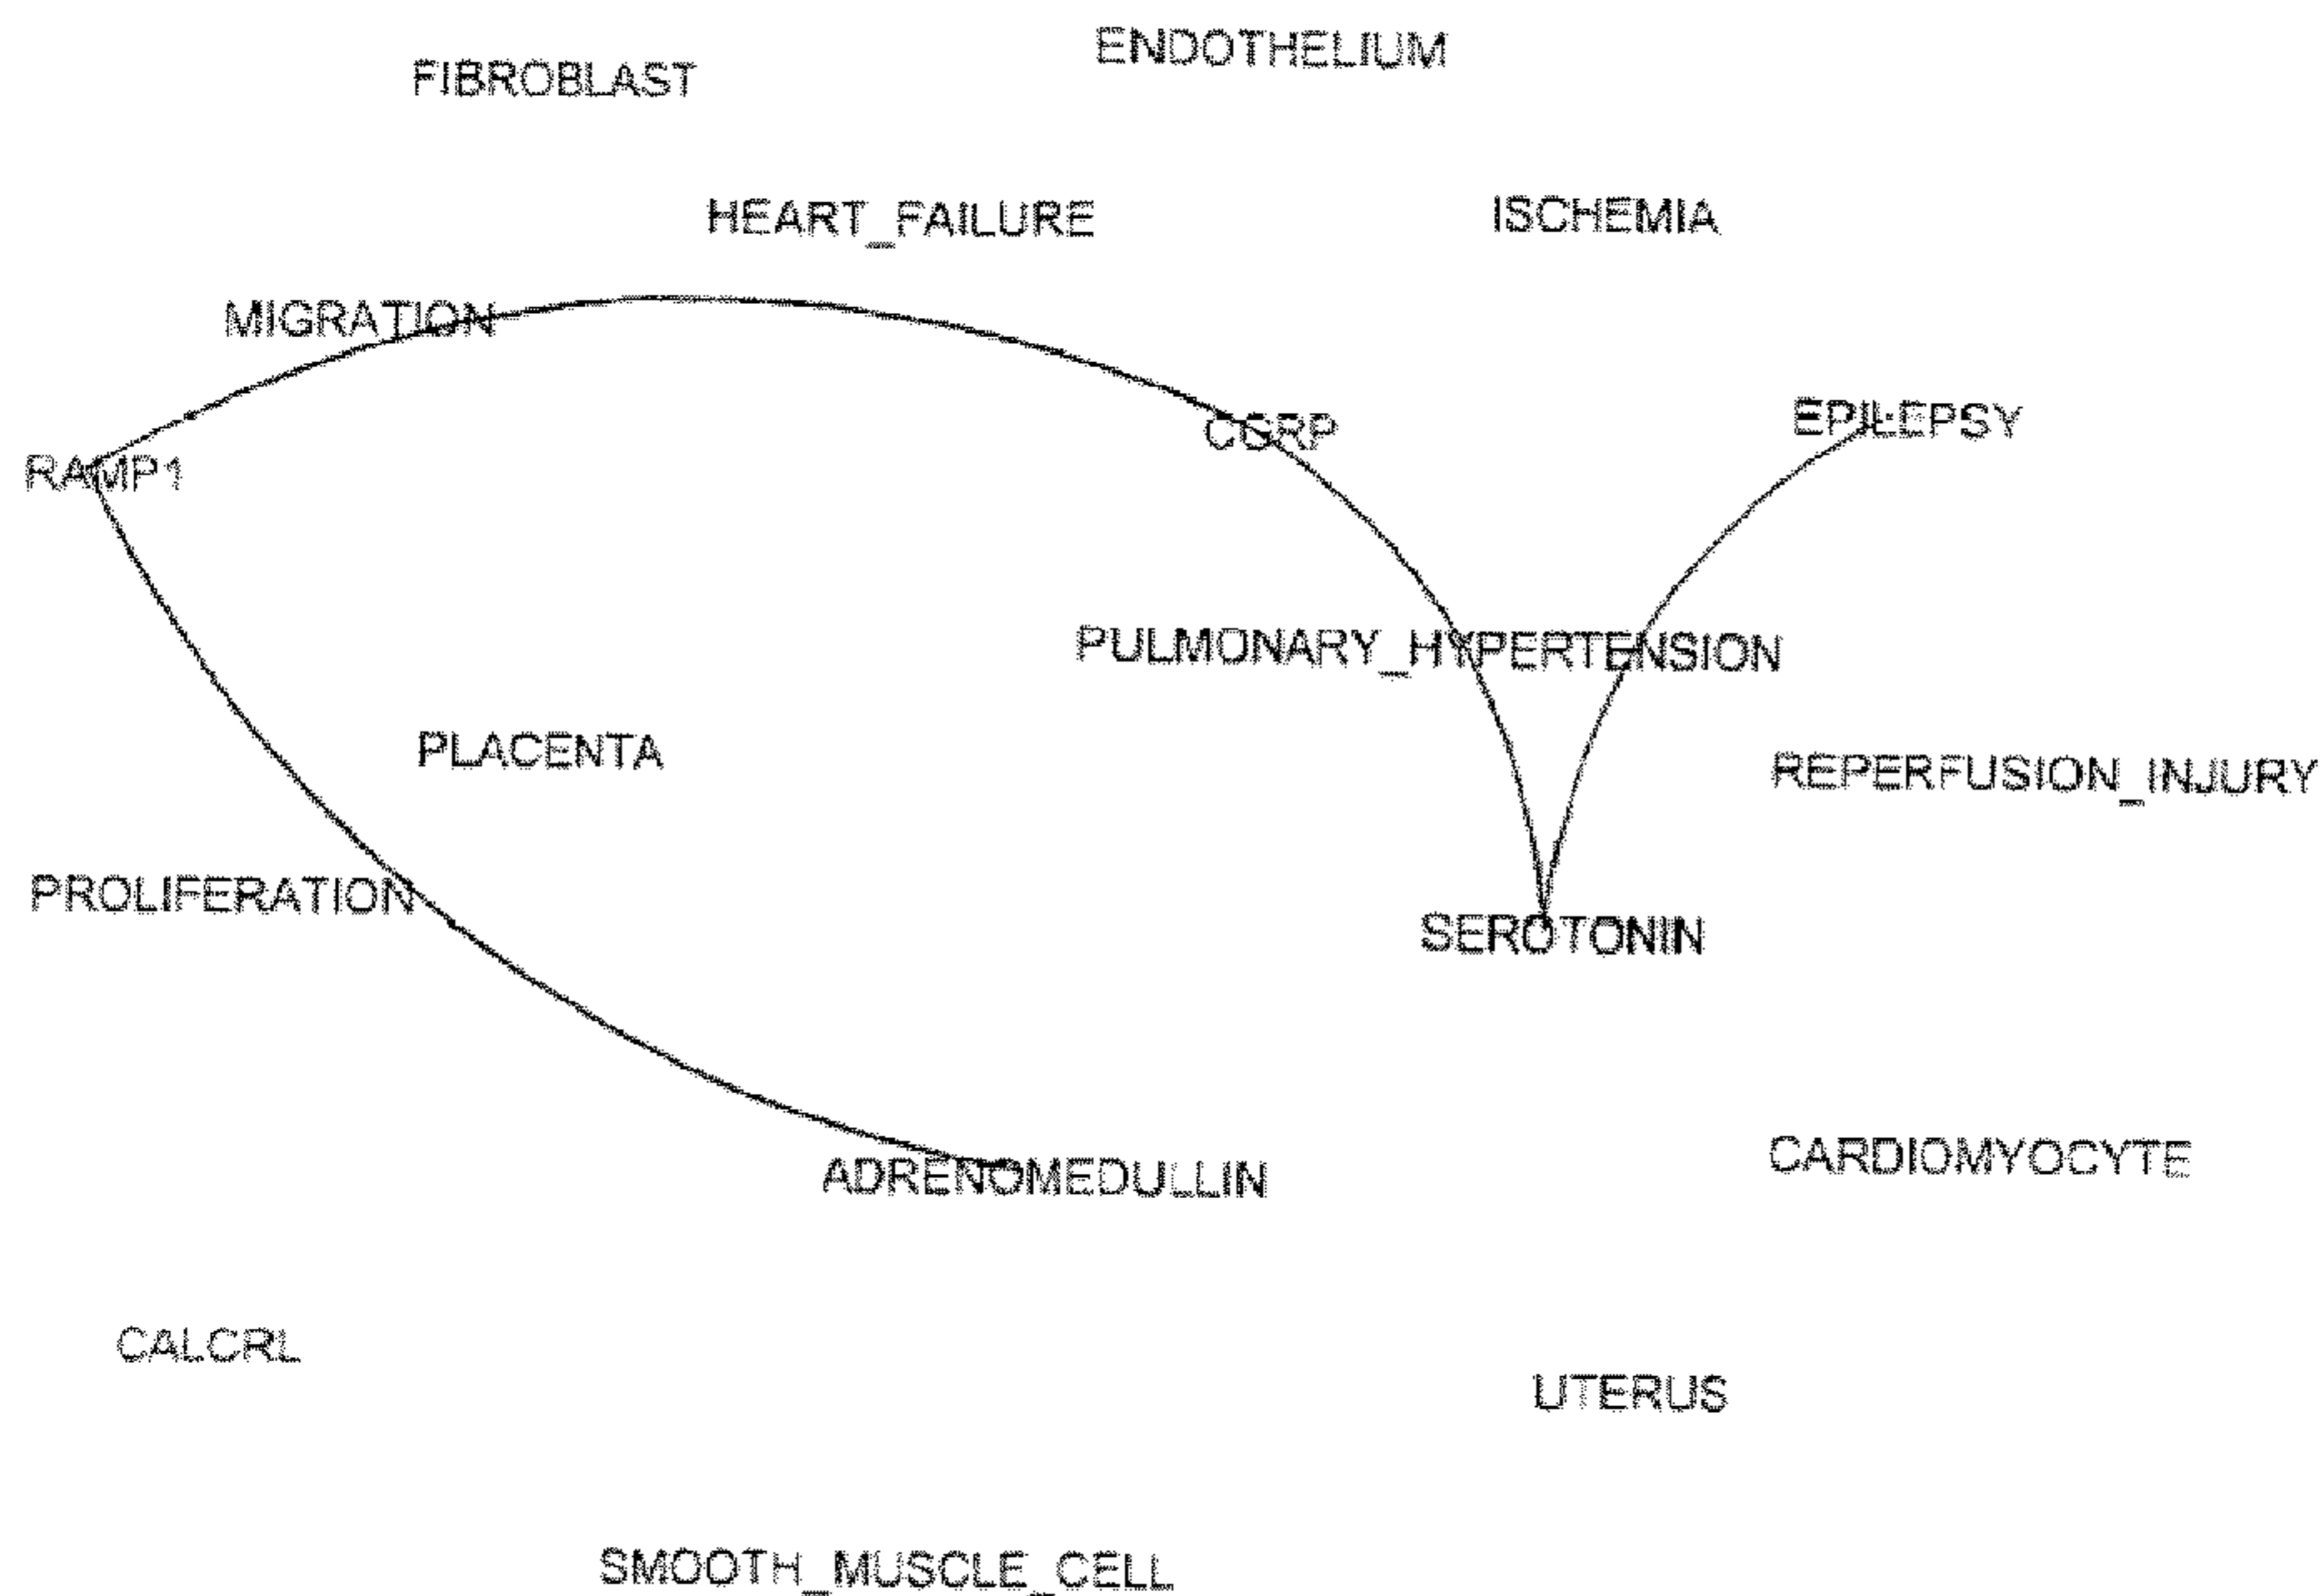 ENDOTHELIUM
FIBROBLAST
HEART_FAILURE
ISCHEMIA
MIGRATION
CGRP
EPILEPSY
RAMP1
PULMONARY_HYPERTENSION
PLACENTA
REPERFUSION_INJURY
PROLIFERATION
SEROTONIN
ADRENOMEDULLIN
CARDIOMYOCYTE
CALCRL
UTERUS
SMOOTH_MUSCLE_CELL